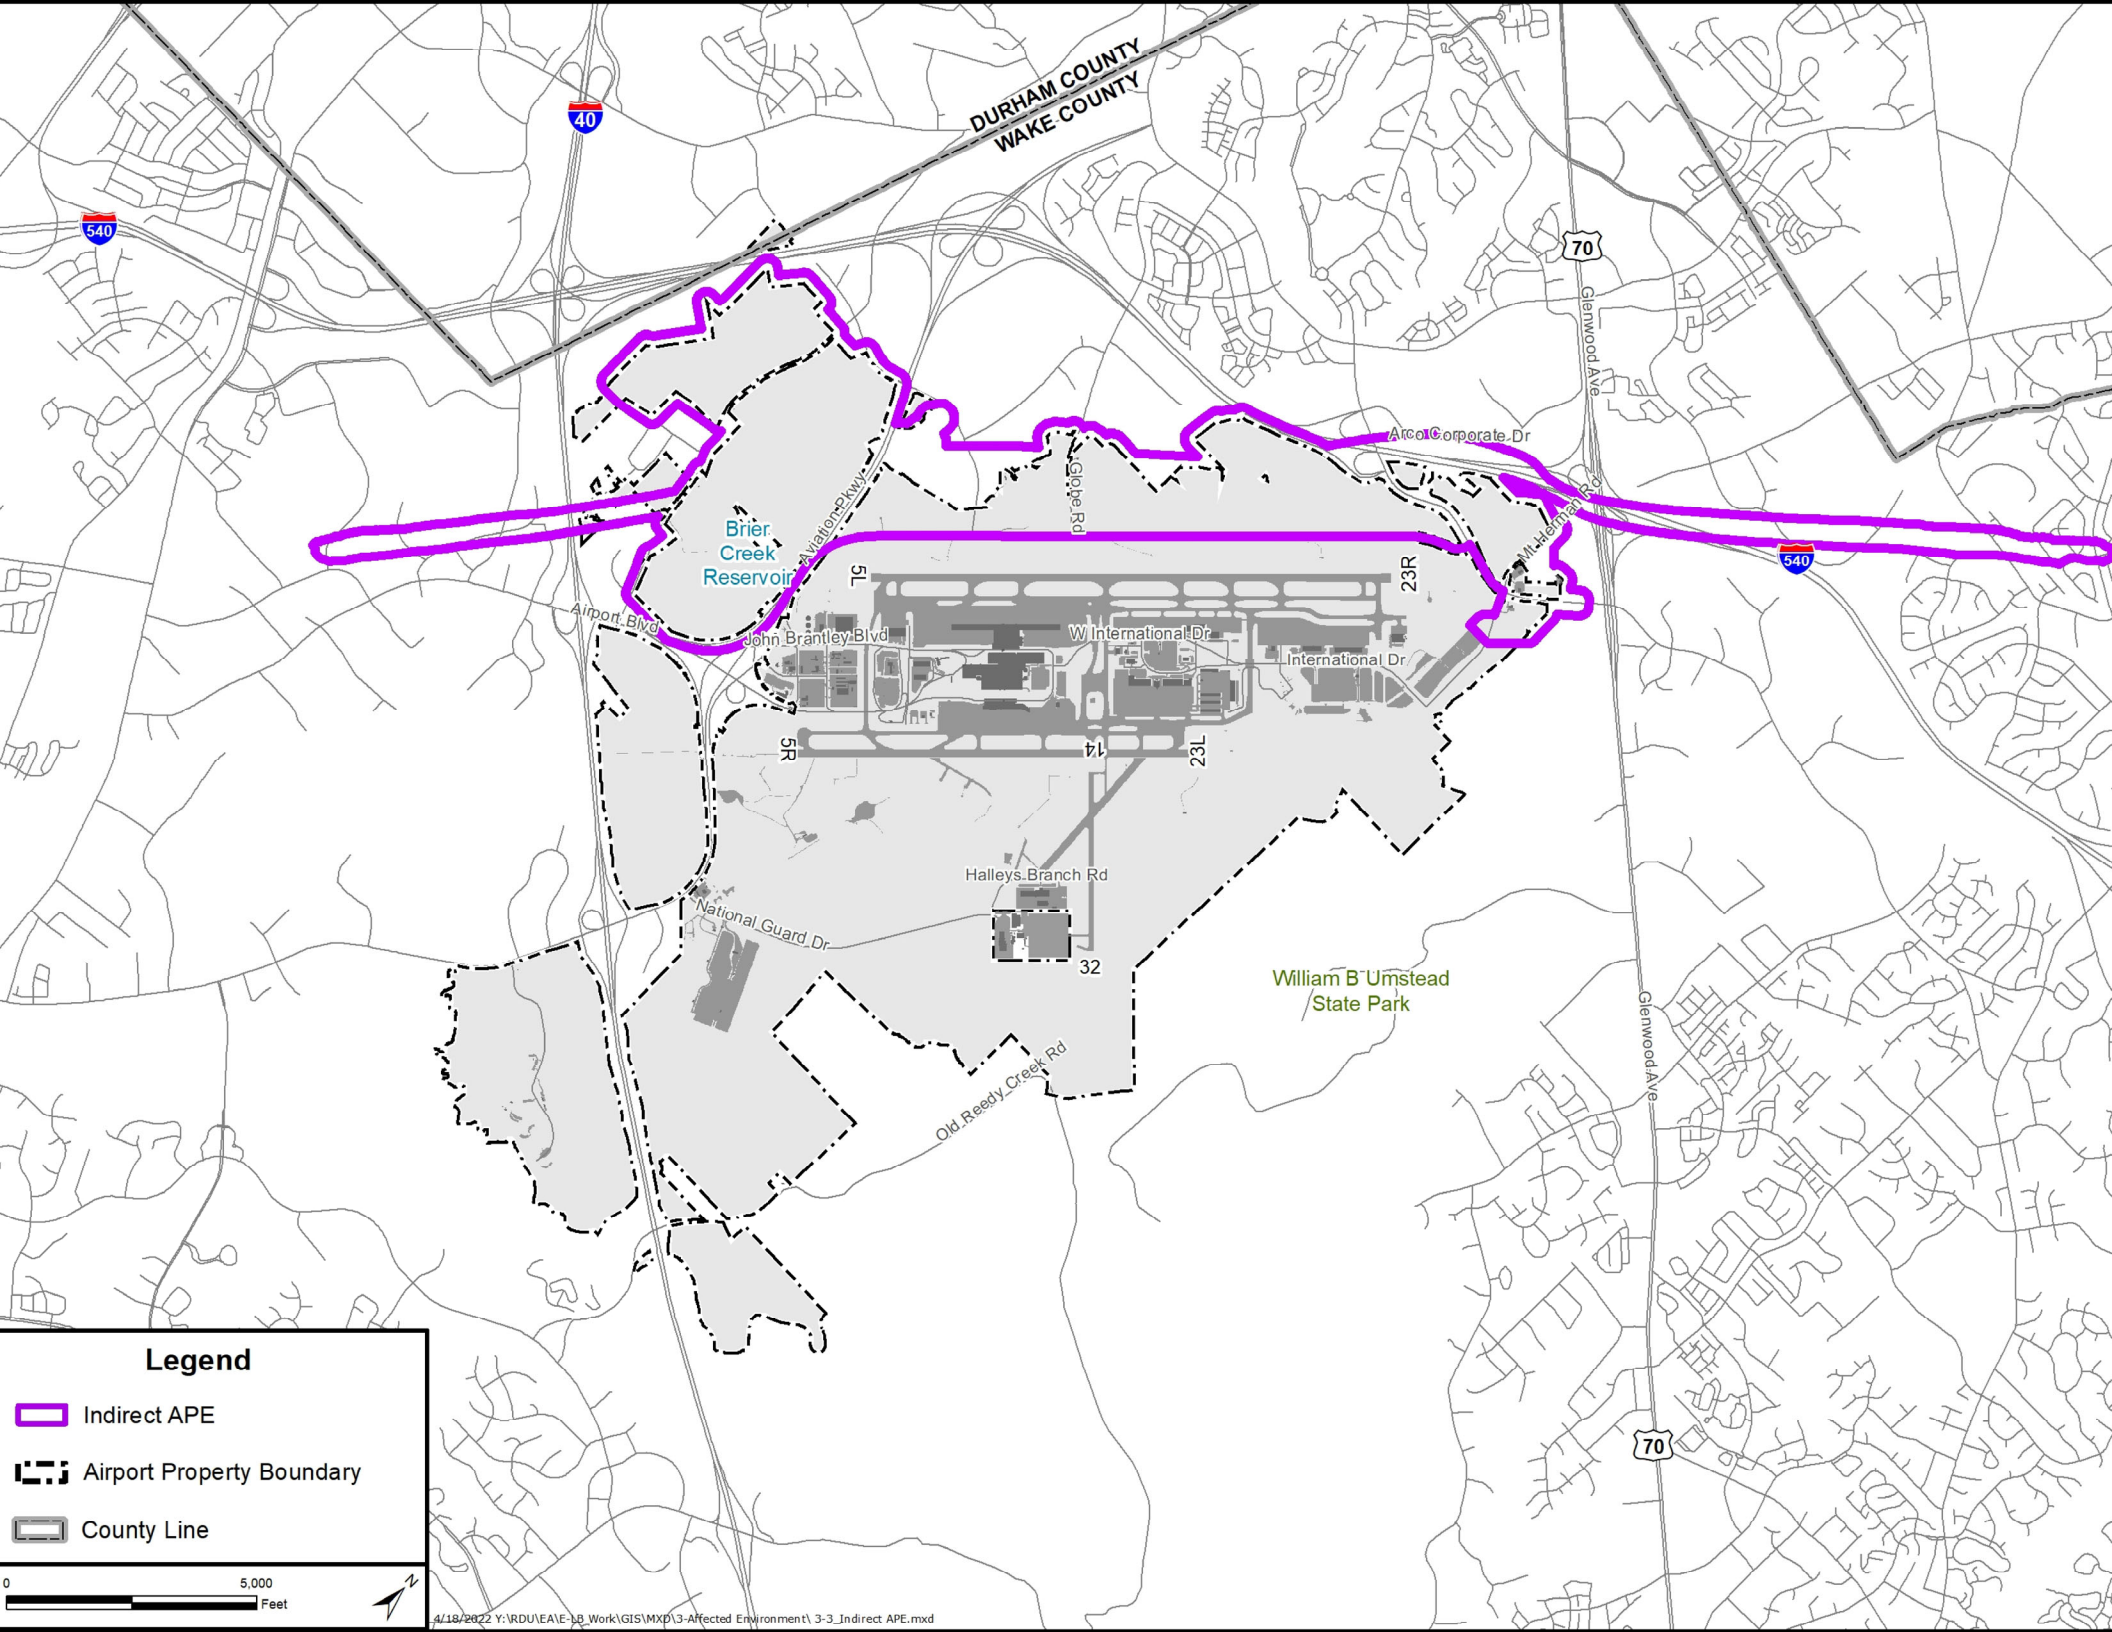 DURHAM COUNTY
WAKE COUNTY
40
540
70
Glenwood Ave
Arco Corporate Dr
Globe Rd
Aviation Pkwy
Mt Herman Rd
Brier
Creek
Reservoir
540
5L
23R
Airport Blvd
John Brantley Blvd
W International Dr
International Dr
5R
14
23L
Halleys Branch Rd
National Guard Dr
32
William B Umstead
State Park
Glenwood Ave
Old Reedy Creek Rd
70
Legend
Indirect APE
Airport Property Boundary
County Line
0 5,000
Feet
N
4/18/2022 Y:\RDU\EA\E-LB_Work\GIS\MXD\3-Affected Environment\ 3-3_Indirect APE.mxd